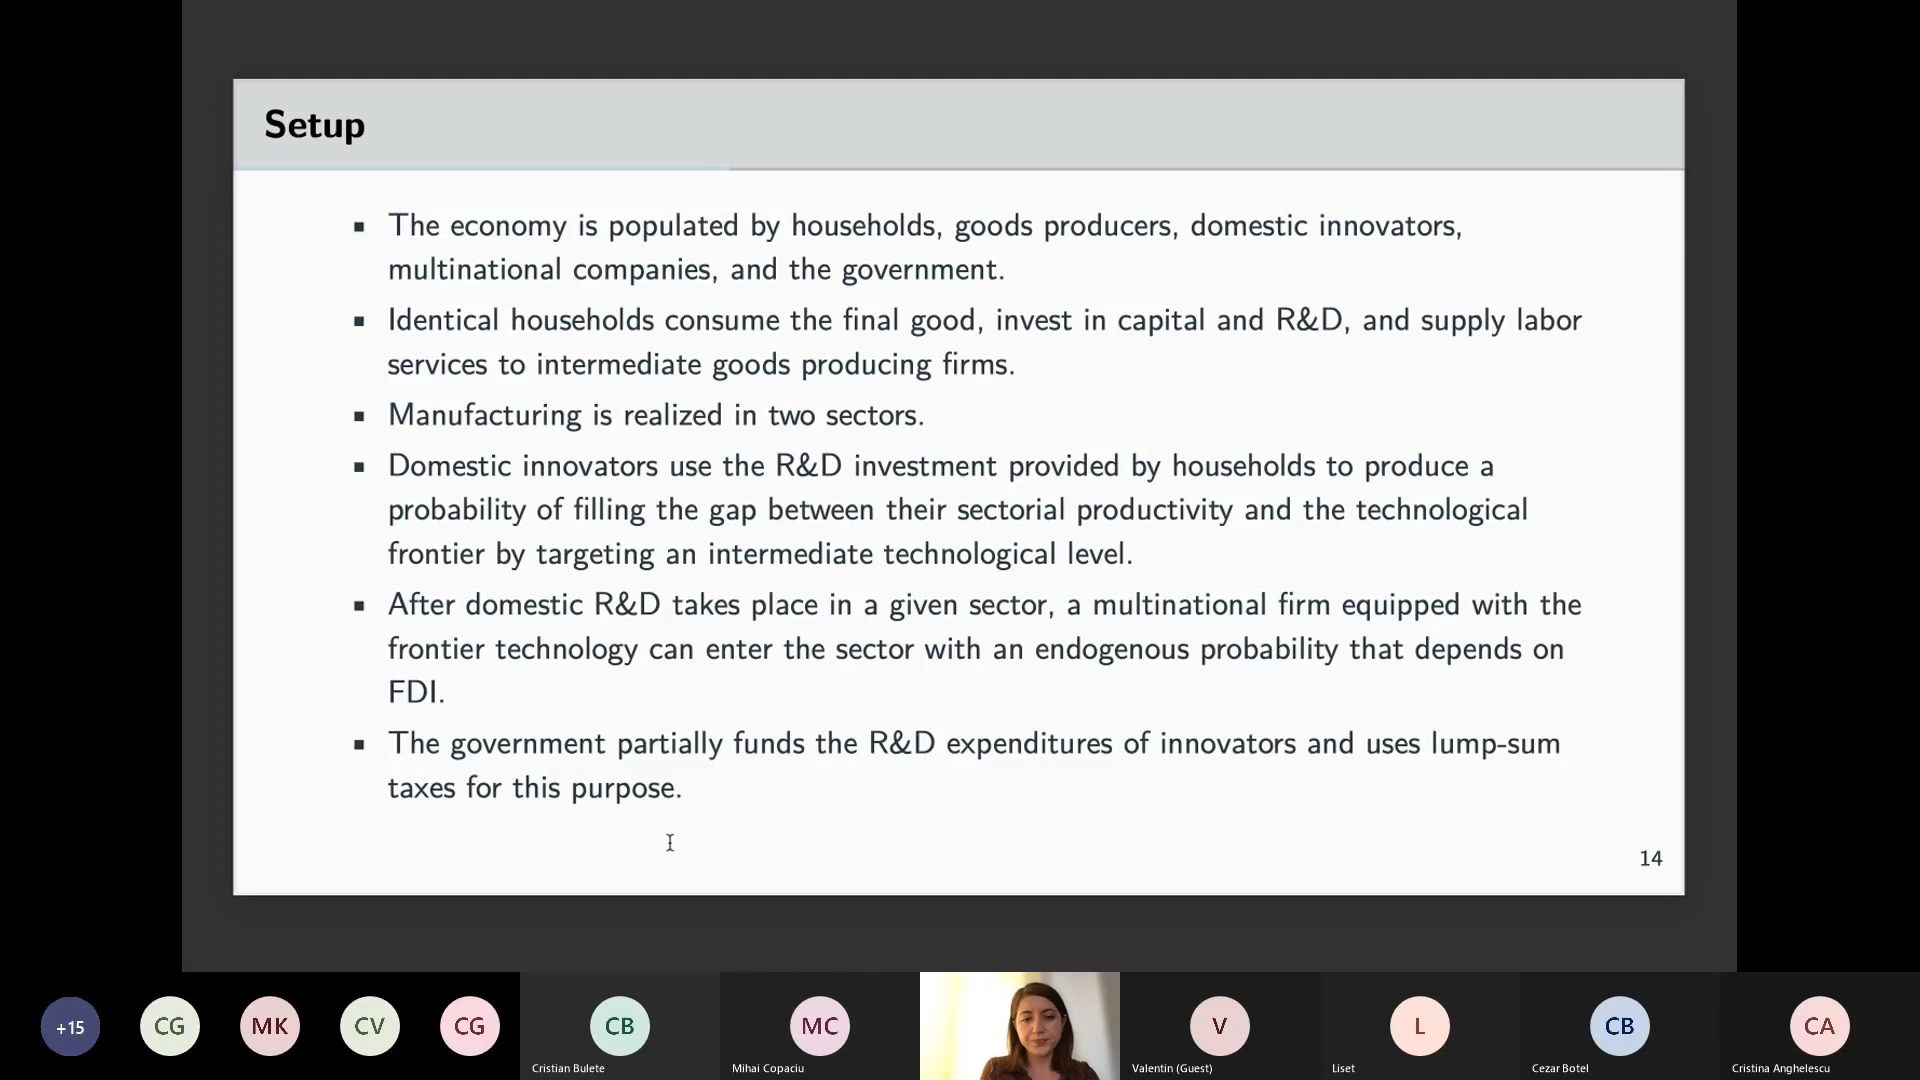 Setup
▪ The economy is populated by households, goods producers, domestic innovators,
multinational companies, and the government.
▪ Identical households consume the final good, invest in capital and R&D, and supply labor
services to intermediate goods producing firms.
▪ Manufacturing is realized in two sectors.
▪ Domestic innovators use the R&D investment provided by households to produce a
probability of filling the gap between their sectorial productivity and the technological
frontier by targeting an intermediate technological level.
▪ After domestic R&D takes place in a given sector, a multinational firm equipped with the
frontier technology can enter the sector with an endogenous probability that depends on
FDI.
▪ The government partially funds the R&D expenditures of innovators and uses lump-sum
taxes for this purpose.
14
+15 CG MK CV CG CB MC V L CB CA
Cristian Bulete Mihai Copaciu Valentin (Guest) Liset Cezar Botel Cristina Anghelescu